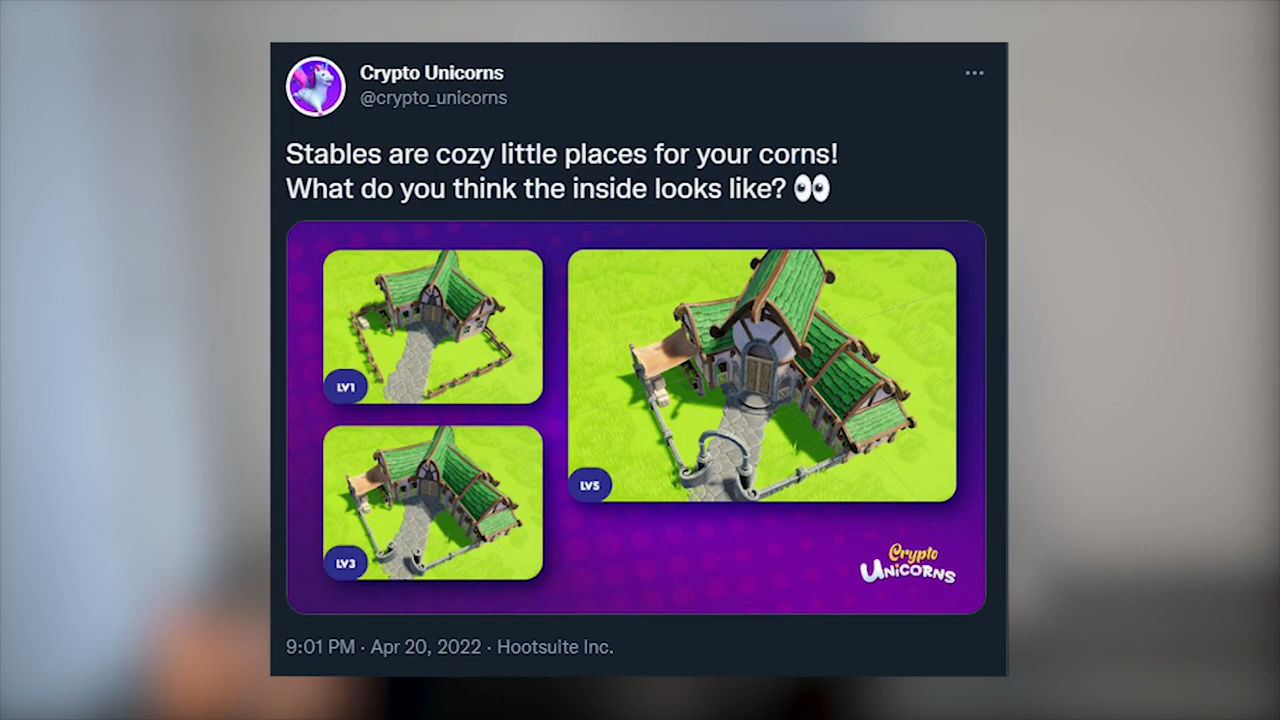 Crypto Unicorns
@crypto_unicorns
Stables are cozy little places for your corns!
What do you think the inside looks like? 👀
LV1
LV5
LV3
Crypto
UNiCORNS
9:01 PM · Apr 20, 2022 · Hootsuite Inc.